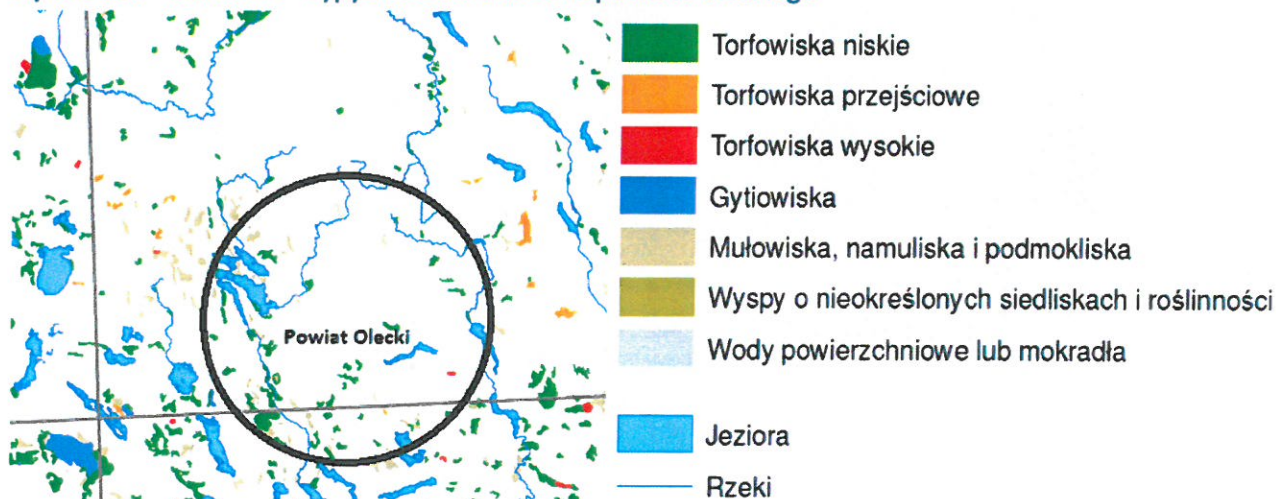 Torfowiska niskie
Torfowiska przejściowe
Torfowiska wysokie
Gytiowiska
Mułowiska, namuliska i podmokliska
Wyspy o nieokreślonych siedliskach i roślinności
Wody powierzchniowe lub mokradła
Jeziora
Rzeki
Powiat Olecki